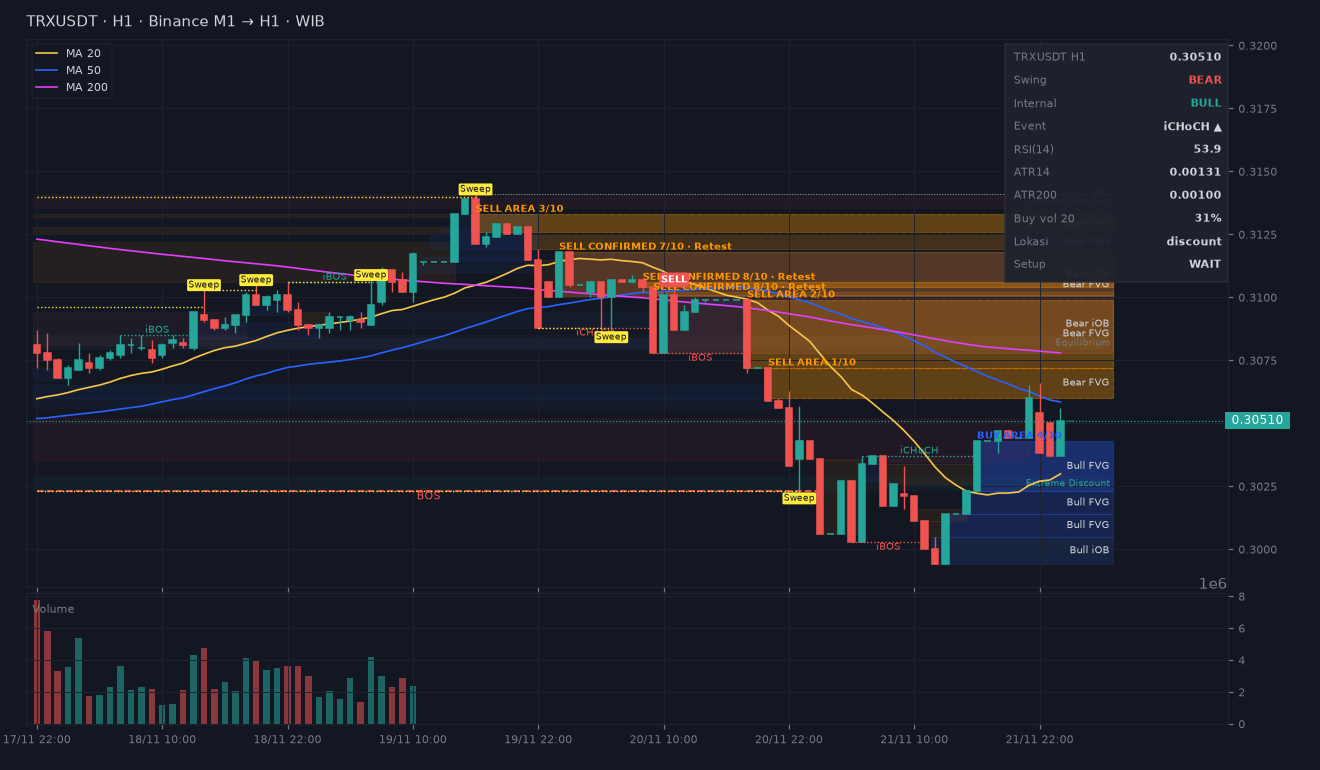 TRXUSDT · H1 · Binance M1 → H1 · WIB
MA 20
MA 50
MA 200
TRXUSDT H1 0.30510
Swing BEAR
Internal BULL
Event iCHoCH ▲
RSI(14) 53.9
ATR14 0.00131
ATR200 0.00100
Buy vol 20 31%
Lokasi discount
Setup WAIT
0.3200
0.3175
0.3150
0.3125
0.3100
0.3075
0.30510
0.3025
0.3000
Sweep
SELL AREA 3/10
SELL CONFIRMED 7/10 · Retest
iBOS
Sweep
Sweep
Sweep
SELL
CONFIRMED 8/10 · Retest
CONFIRMED 8/10 · Retest
SELL AREA 2/10
Bear FVG
iBOS
Sweep
Bear iOB
Bear FVG
Equilibrium
iBOS
SELL AREA 1/10
Bear FVG
BUY AREA
iCHoCH
Bull FVG
Extreme Discount
BOS
Sweep
Bull FVG
Bull FVG
iBOS
Bull iOB
1e6
Volume
8
6
4
2
0
17/11 22:00
18/11 10:00
18/11 22:00
19/11 10:00
19/11 22:00
20/11 10:00
20/11 22:00
21/11 10:00
21/11 22:00